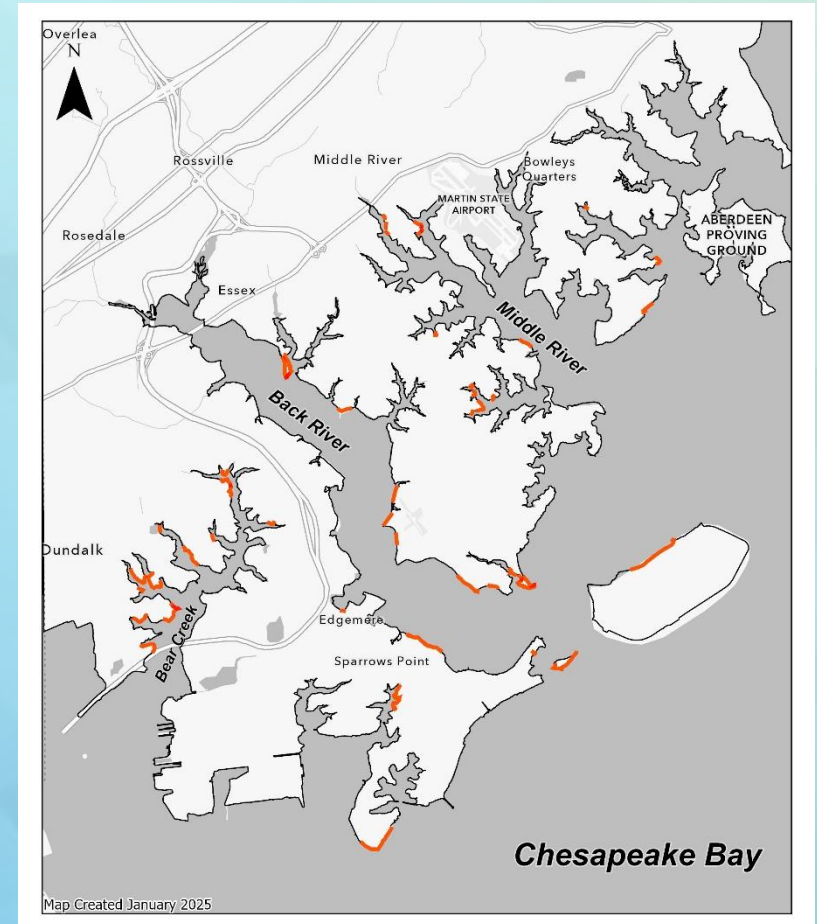 Overlea
N
Rossville
Middle River
Bowleys
Quarters
MARTIN STATE
AIRPORT
ABERDEEN
PROVING
GROUND
Rosedale
Essex
Middle River
Back River
Dundalk
Edgemere
Bear Creek
Sparrows Point
Chesapeake Bay
Map Created January 2025